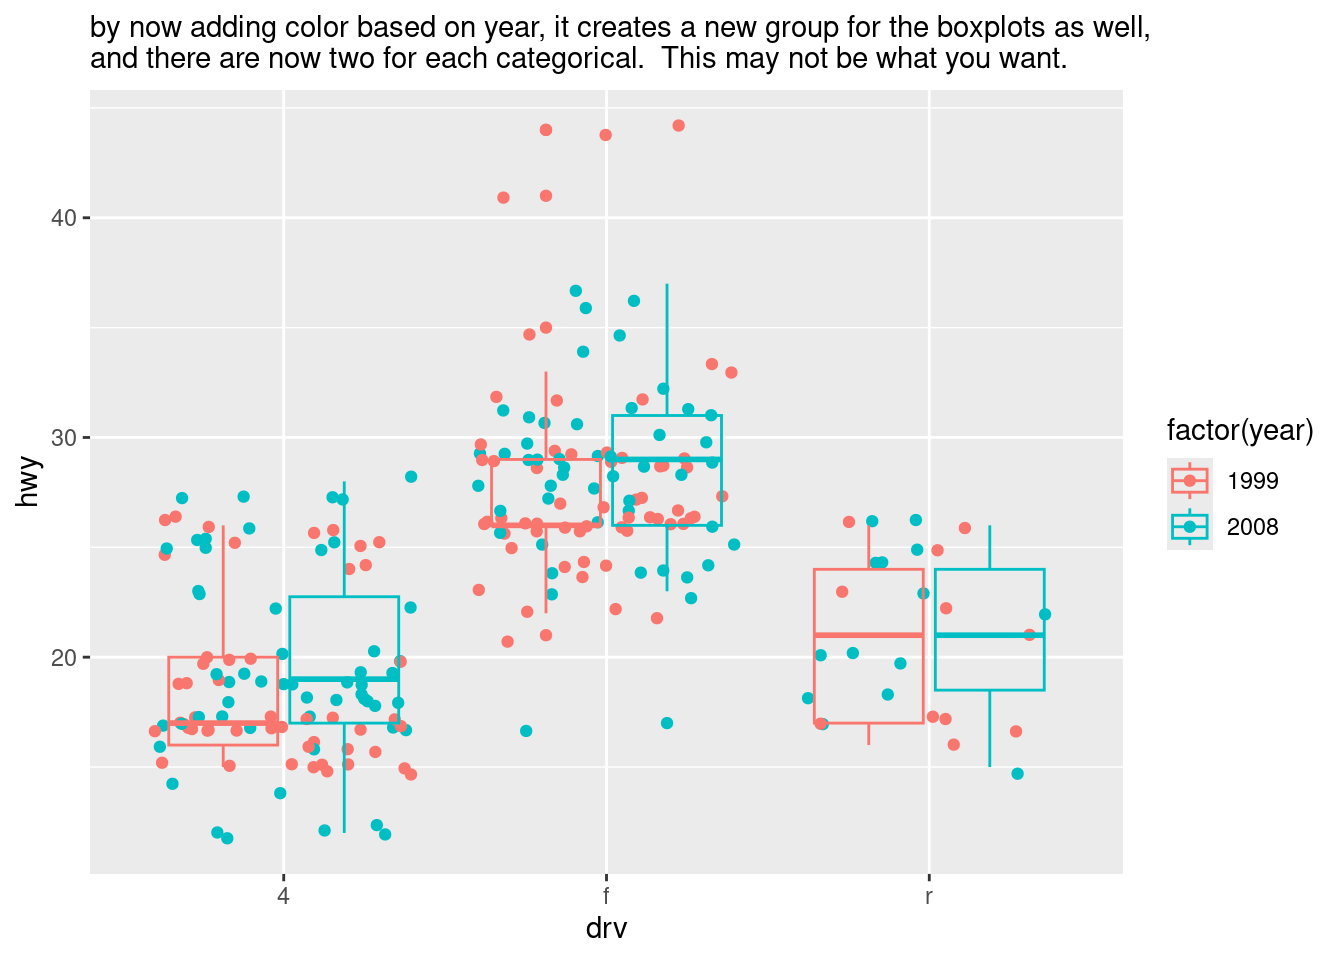 by now adding color based on year, it creates a new group for the boxplots as well,
and there are now two for each categorical.  This may not be what you want.
hwy
40
30
20
4
f
r
drv
factor(year)
1999
2008